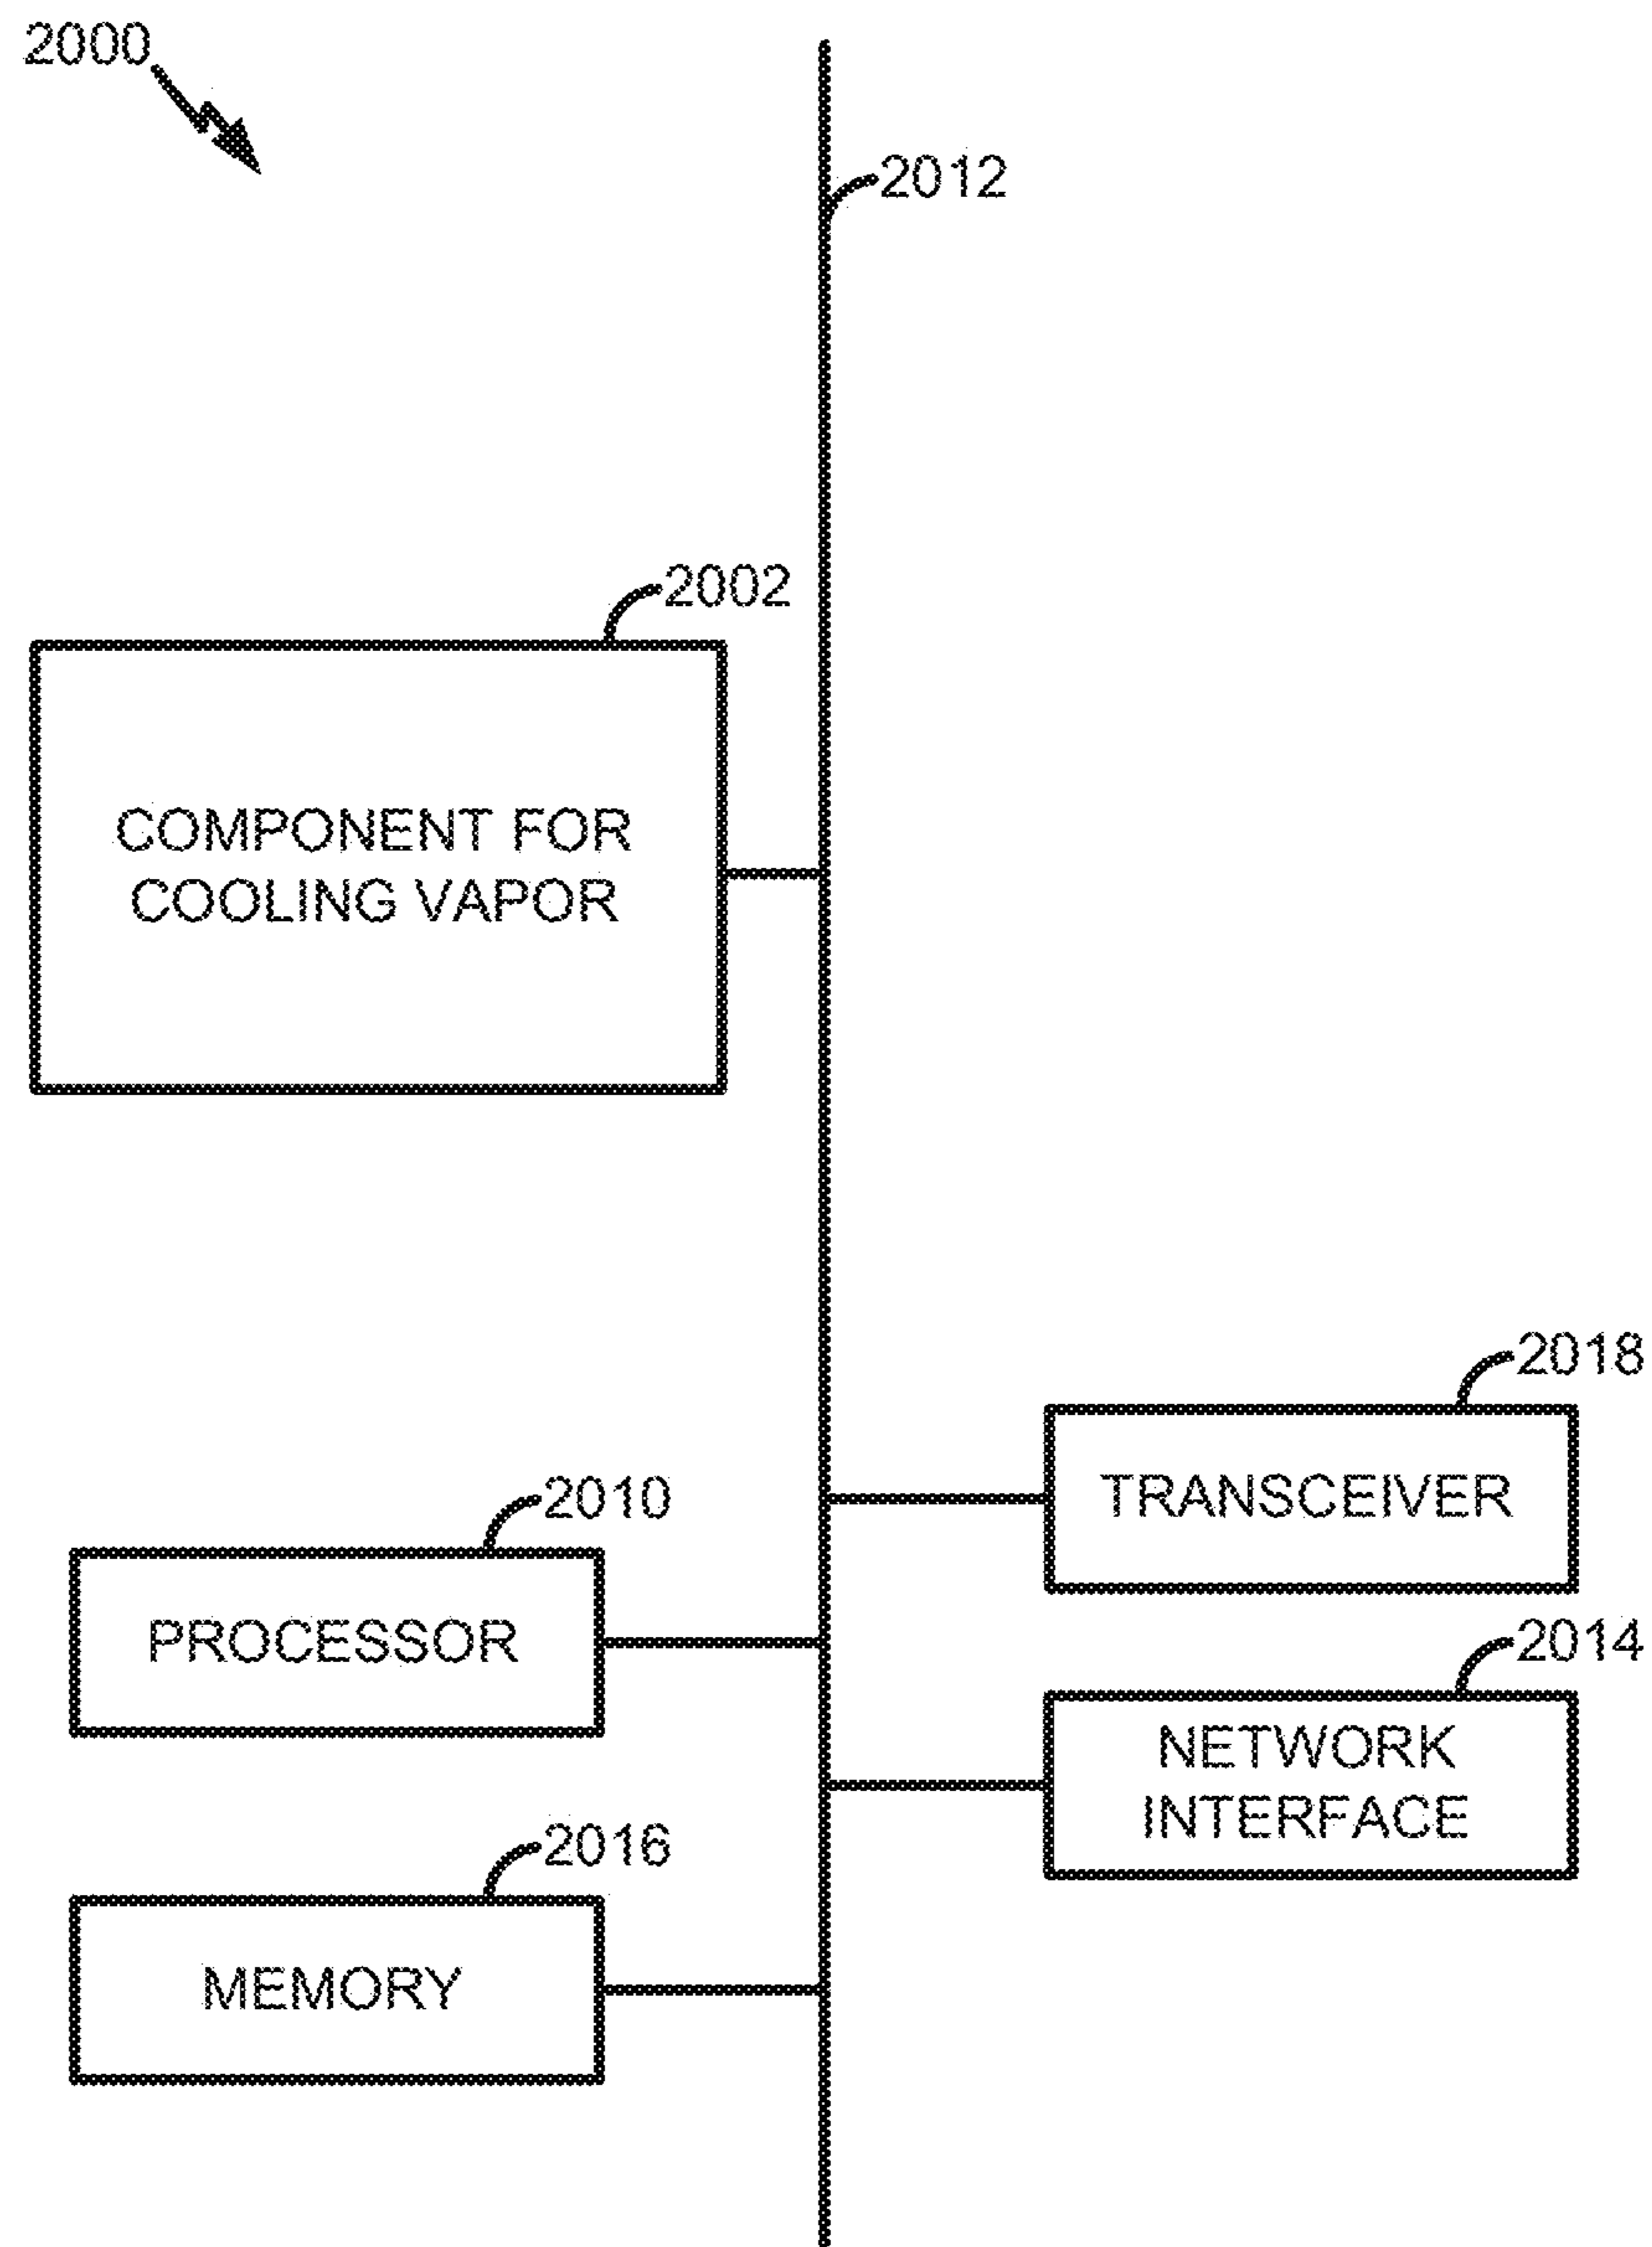 2000
2012
2002
COMPONENT FOR
COOLING VAPOR
2018
TRANSCEIVER
2010
PROCESSOR
2014
NETWORK
INTERFACE
2016
MEMORY